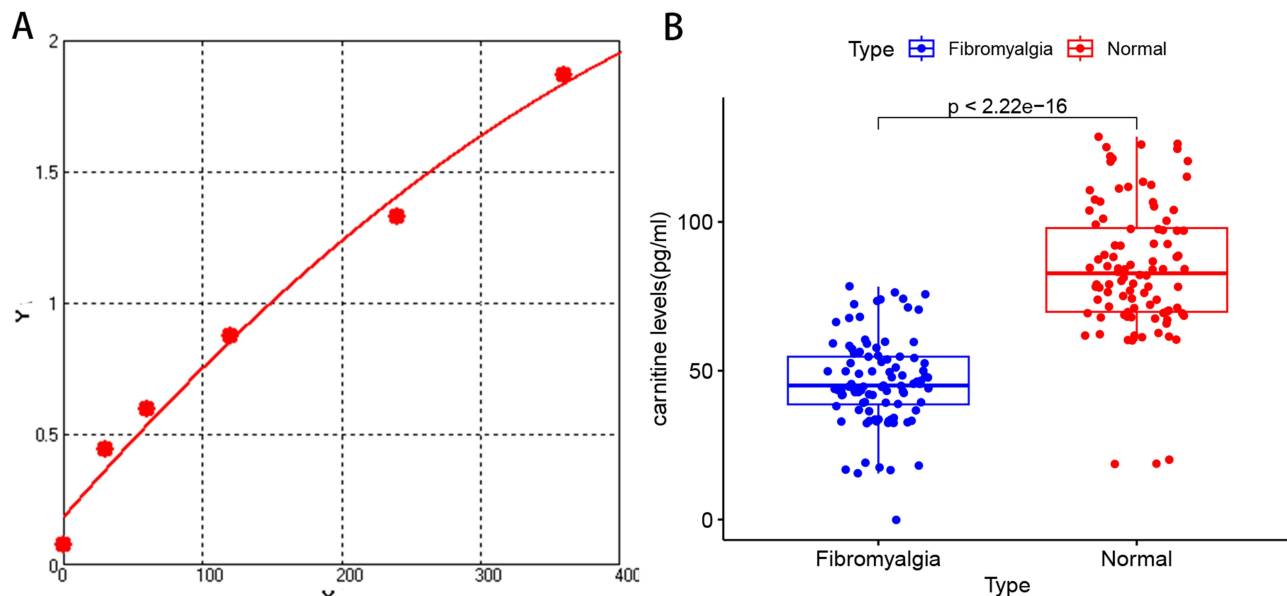 A
2
1.5
1
0.5
0
Y
0
100
200
300
400
B
Type Fibromyalgia Normal
p < 2.22e−16
carnitine levels(pg/ml)
100
50
0
Fibromyalgia Normal
Type